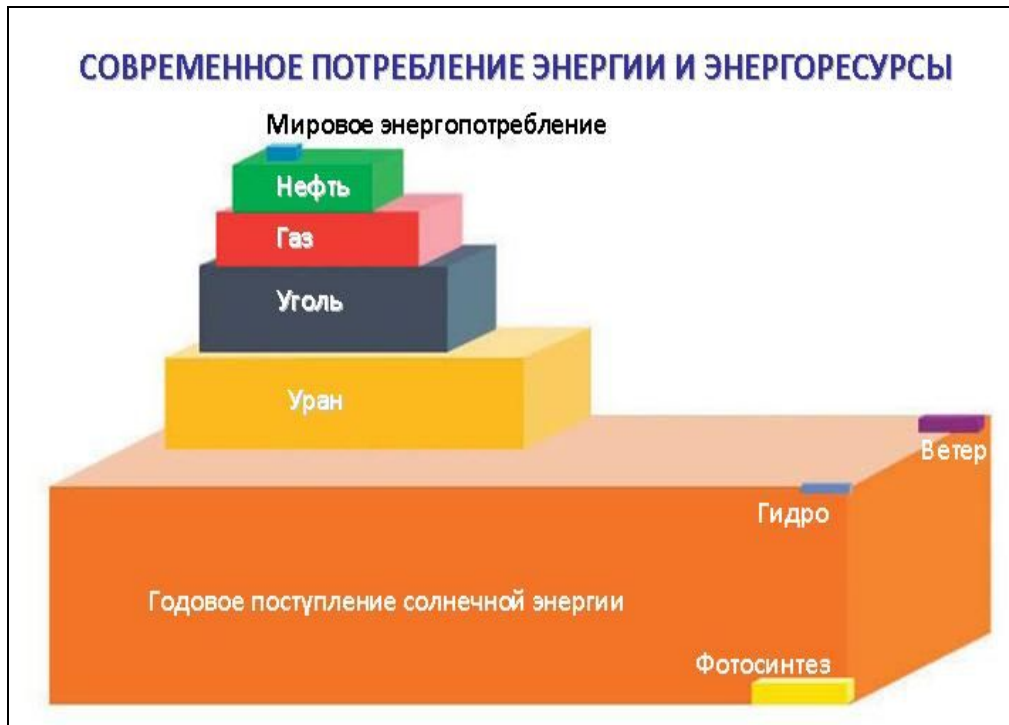 СОВРЕМЕННОЕ ПОТРЕБЛЕНИЕ ЭНЕРГИИ И ЭНЕРГОРЕСУРСЫ
Мировое энергопотребление
Нефть
Газ
Уголь
Уран
Ветер
Гидро
Годовое поступление солнечной энергии
Фотосинтез